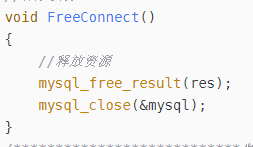 void FreeConnect()
{
    //释放资源
    mysql_free_result(res);
    mysql_close(&mysql);
}